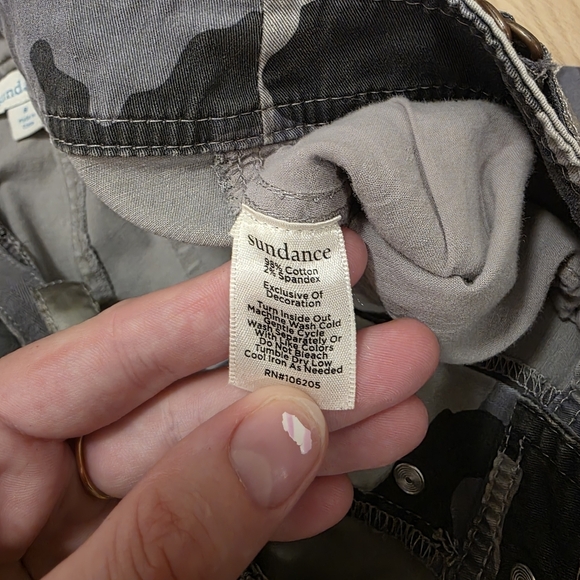 sundance
98% Cotton
2% Spandex
Exclusive Of
Decoration
Turn Inside Out
Machine Wash Cold
Gentle Cycle
Wash Separately Or
With Like Colors
Do Not Bleach
Tumble Dry Low
Cool Iron As Needed
RN#106205